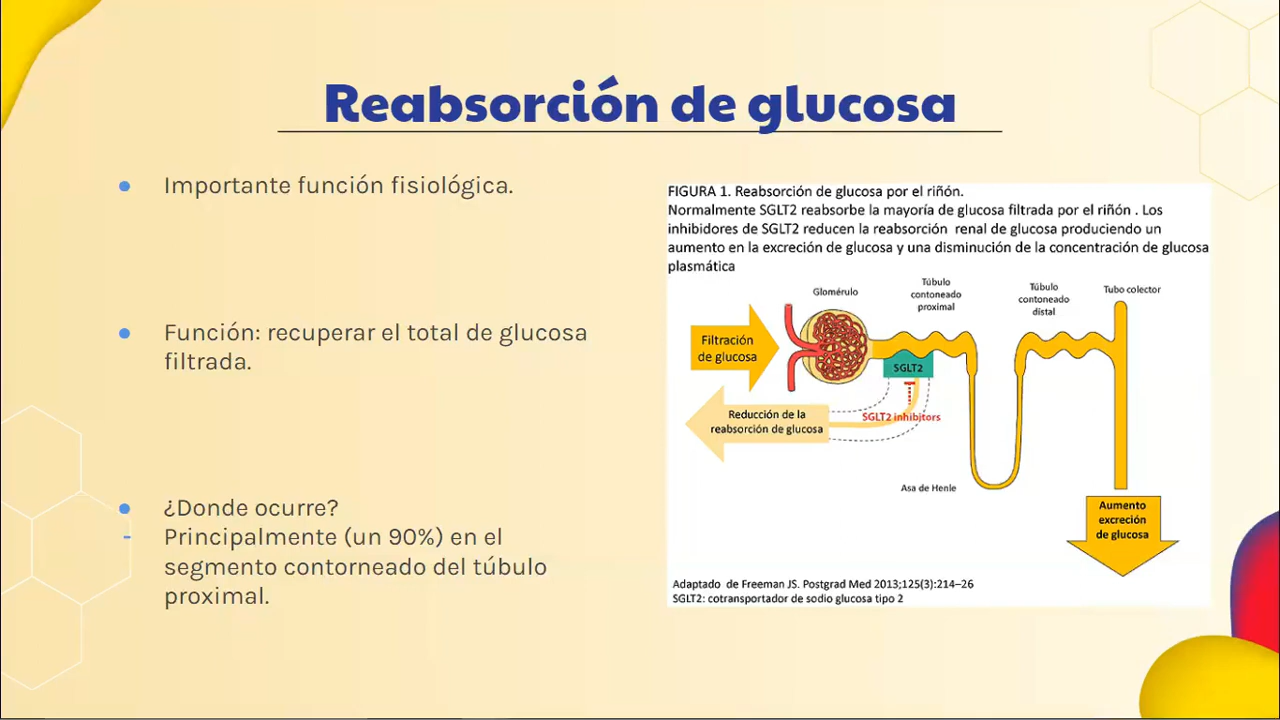 Reabsorción de glucosa
● Importante función fisiológica.
● Función: recuperar el total de glucosa
filtrada.
● ¿Donde ocurre?
- Principalmente (un 90%) en el
segmento contorneado del túbulo
proximal.
FIGURA 1. Reabsorción de glucosa por el riñón.
Normalmente SGLT2 reabsorbe la mayoría de glucosa filtrada por el riñón . Los
inhibidores de SGLT2 reducen la reabsorción renal de glucosa produciendo un
aumento en la excreción de glucosa y una disminución de la concentración de glucosa
plasmática
Glomérulo
Túbulo
contoneado
proximal
Túbulo
contoneado
distal
Tubo colector
Filtración
de glucosa
SGLT2
Reducción de la
reabsorción de glucosa
SGLT2 inhibitors
Asa de Henle
Aumento
excreción
de glucosa
Adaptado de Freeman JS. Postgrad Med 2013;125(3):214–26
SGLT2: cotransportador de sodio glucosa tipo 2